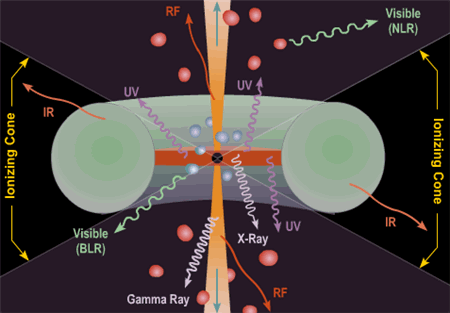 RF
Visible
(NLR)
UV
UV
IR
Ionizing Cone
Ionizing Cone
Visible
(BLR)
X-Ray
UV
IR
Gamma Ray
RF